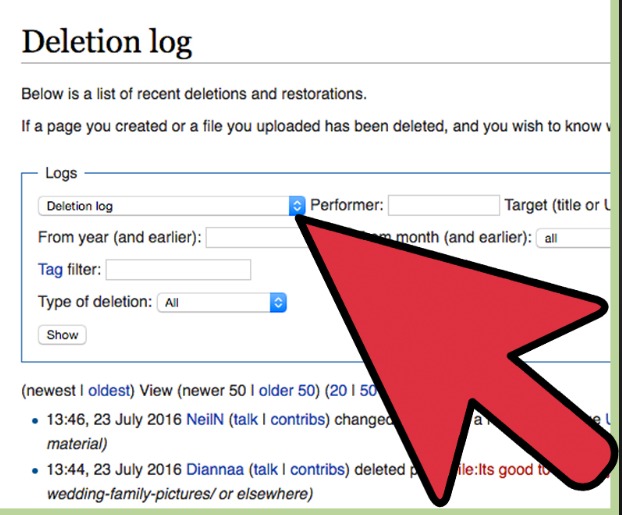 Deletion log
Below is a list of recent deletions and restorations.
If a page you created or a file you uploaded has been deleted, and you wish to know
Logs
Deletion log Performer: Target (title or U
From year (and earlier): m month (and earlier): all
Tag filter:
Type of deletion: All
Show
(newest | oldest) View (newer 50 | older 50) (20 | 50
13:46, 23 July 2016 NeilN (talk | contribs) changed a
material)
13:44, 23 July 2016 Diannaa (talk | contribs) deleted p ile:Its good to
wedding-family-pictures/ or elsewhere)